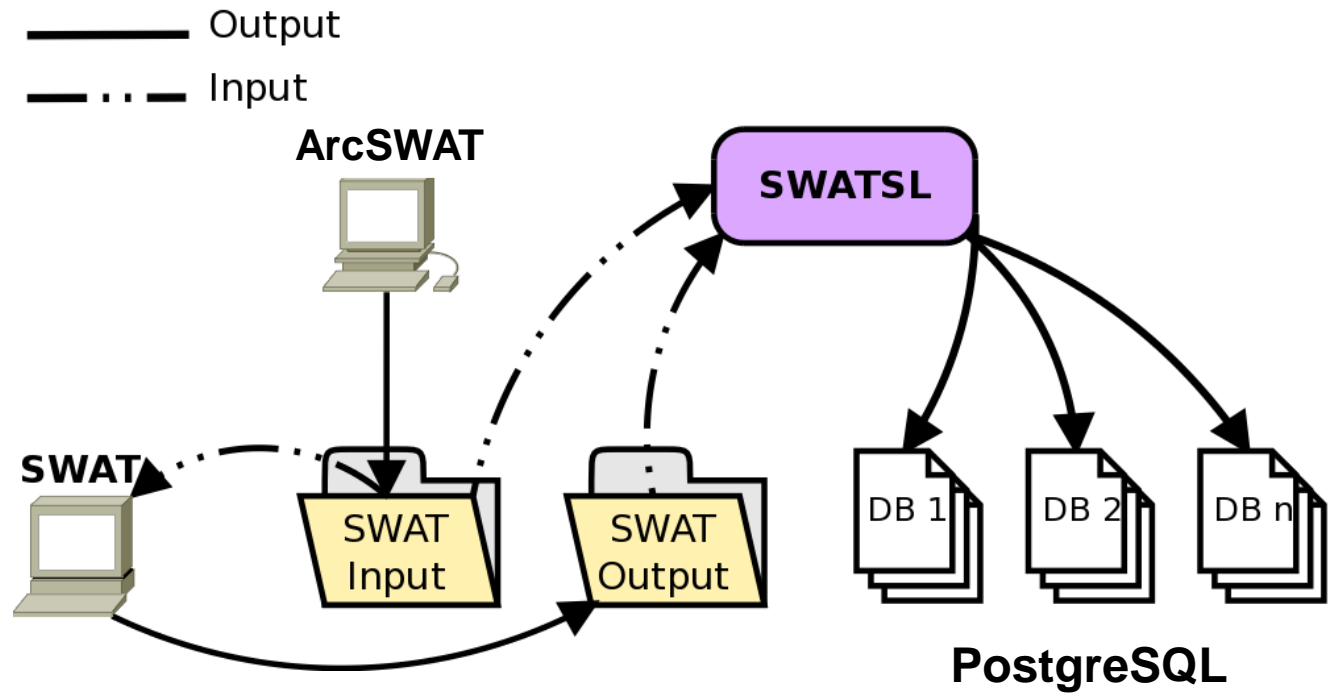 Output
Input
ArcSWAT
SWATSL
SWAT
SWAT
Input
SWAT
Output
DB 1
DB 2
DB n
PostgreSQL